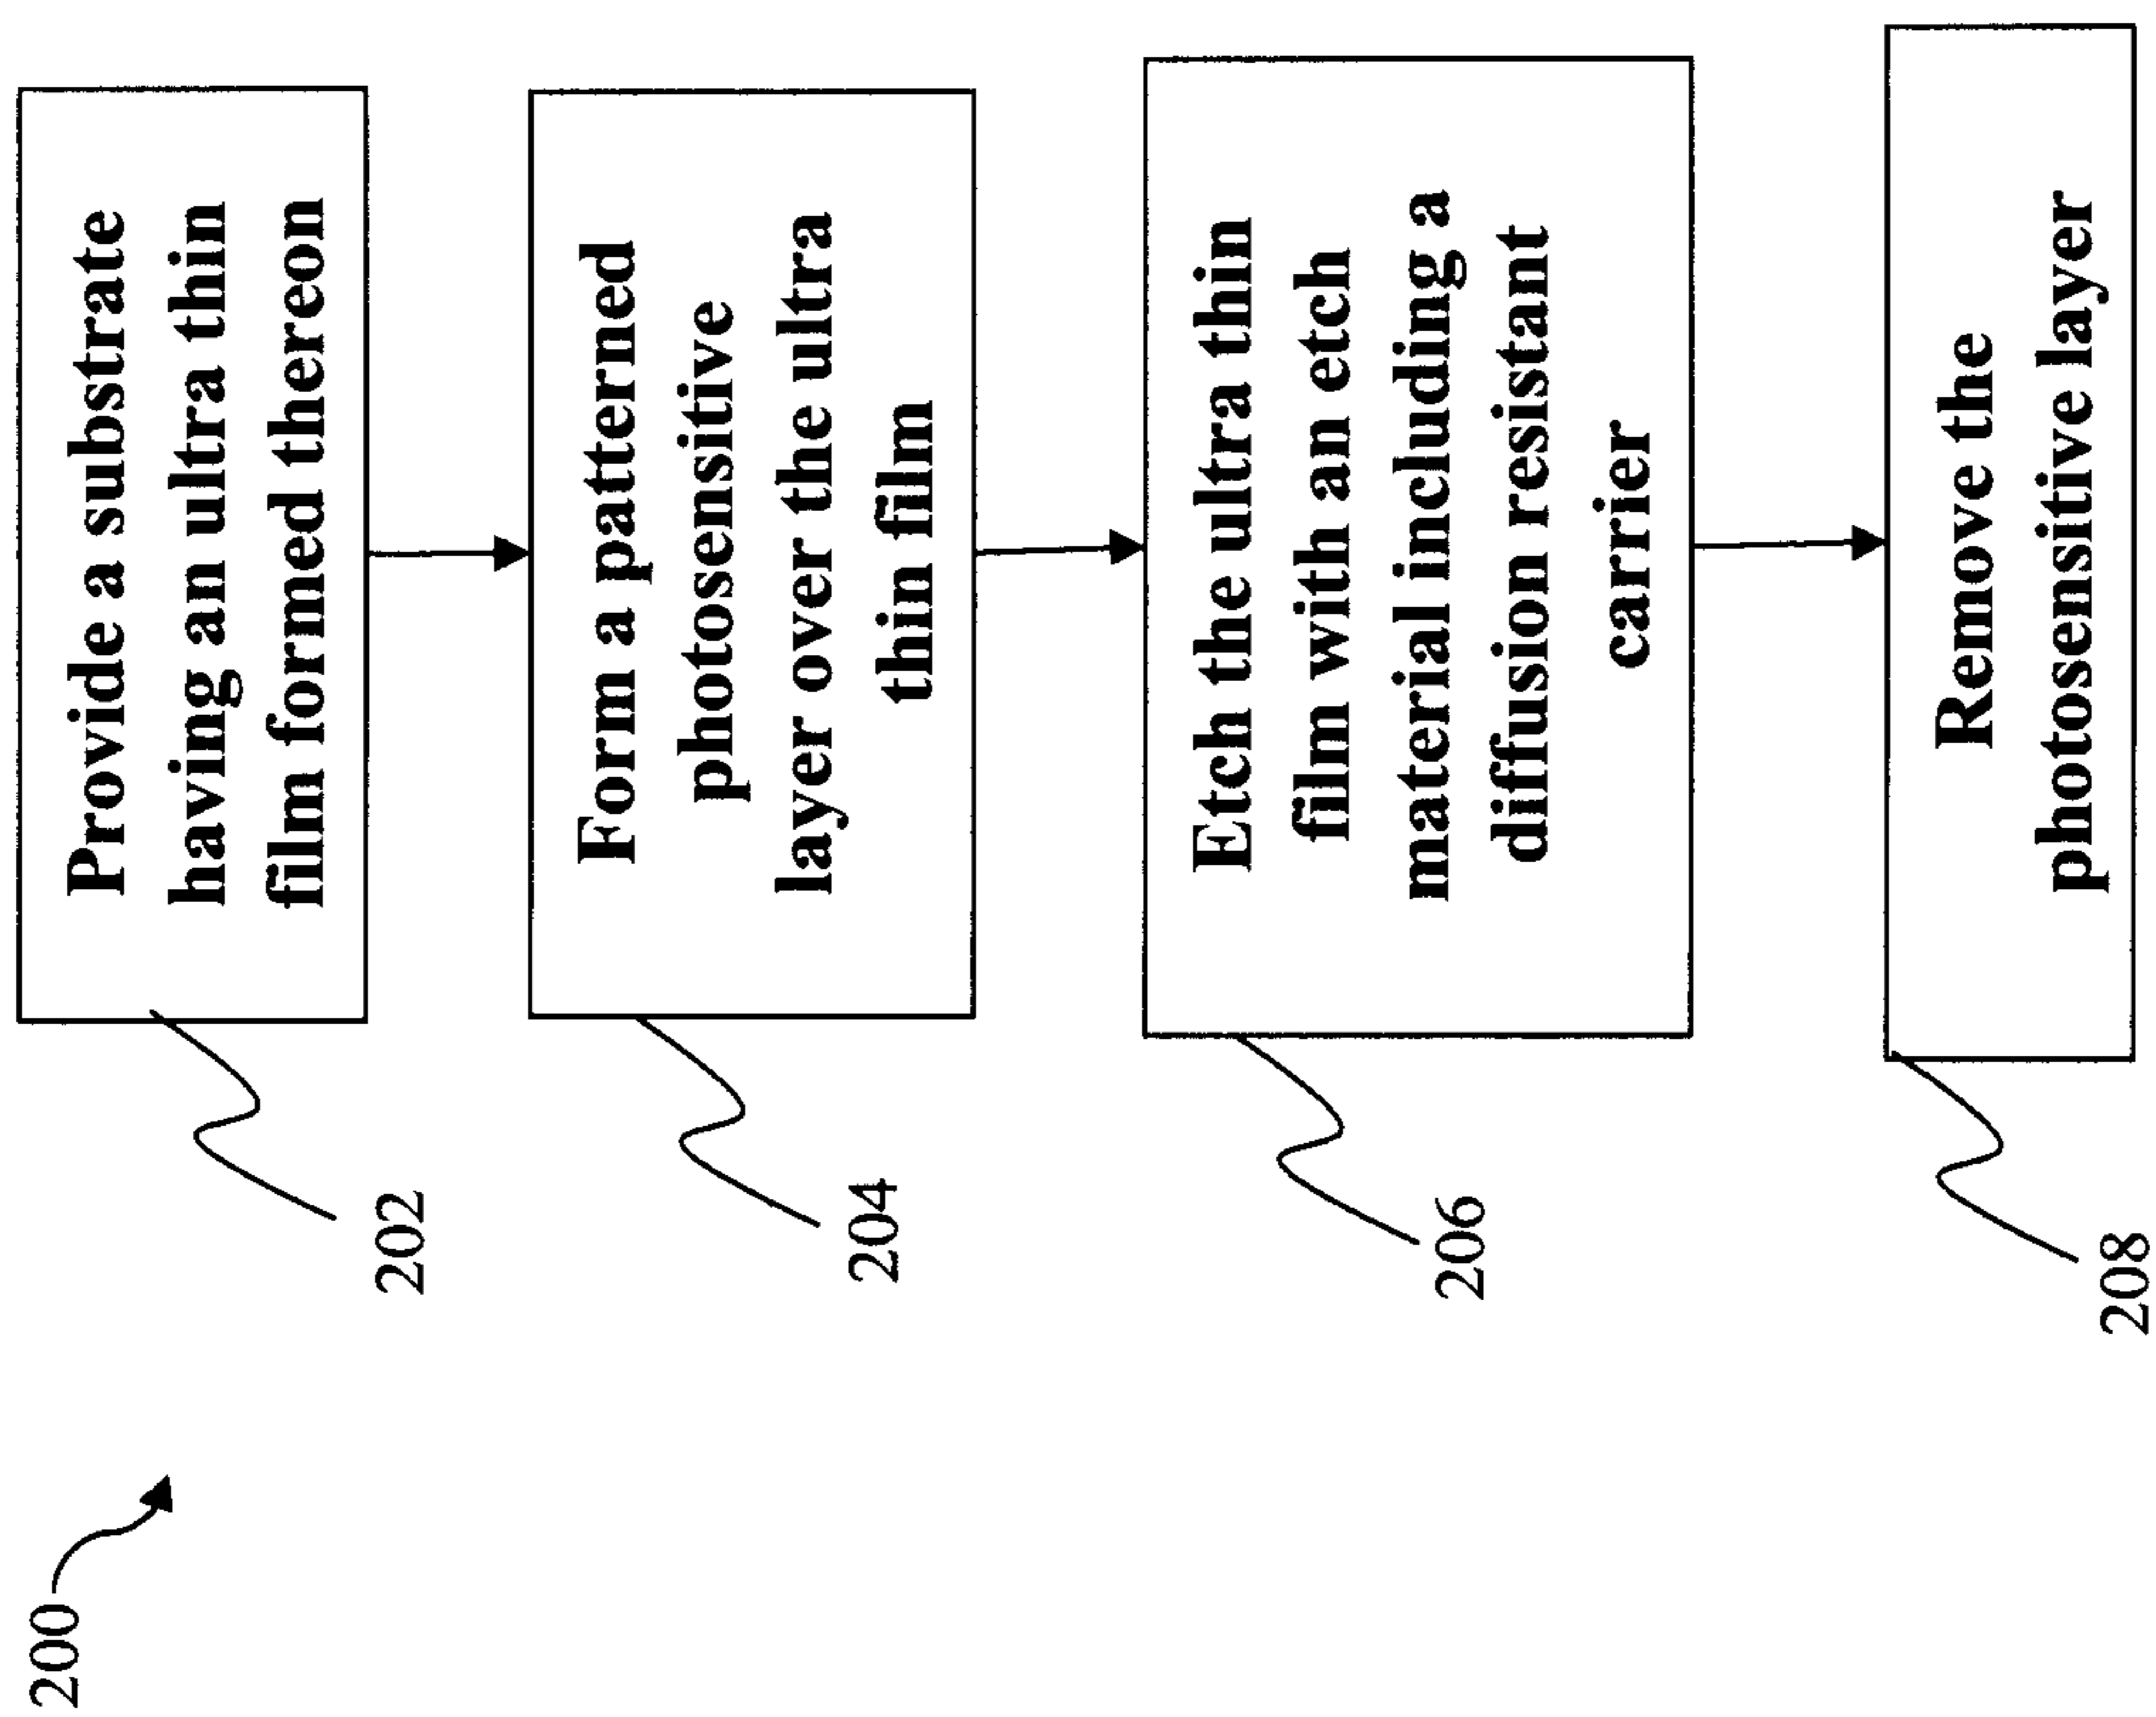 200
202
Provide a substrate
having an ultra thin
film formed thereon
204
Form a patterned
photosensitive
layer over the ultra
thin film
206
Etch the ultra thin
film with an etch
material including a
diffusion resistant
carrier
208
Remove the
photosensitive layer